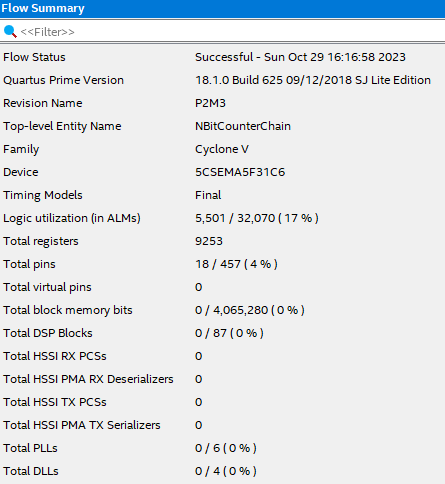 Flow Summary
<<Filter>>
Flow Status Successful - Sun Oct 29 16:16:58 2023
Quartus Prime Version 18.1.0 Build 625 09/12/2018 SJ Lite Edition
Revision Name P2M3
Top-level Entity Name NBitCounterChain
Family Cyclone V
Device 5CSEMA5F31C6
Timing Models Final
Logic utilization (in ALMs) 5,501 / 32,070 ( 17 % )
Total registers 9253
Total pins 18 / 457 ( 4 % )
Total virtual pins 0
Total block memory bits 0 / 4,065,280 ( 0 % )
Total DSP Blocks 0 / 87 ( 0 % )
Total HSSI RX PCSs 0
Total HSSI PMA RX Deserializers 0
Total HSSI TX PCSs 0
Total HSSI PMA TX Serializers 0
Total PLLs 0 / 6 ( 0 % )
Total DLLs 0 / 4 ( 0 % )